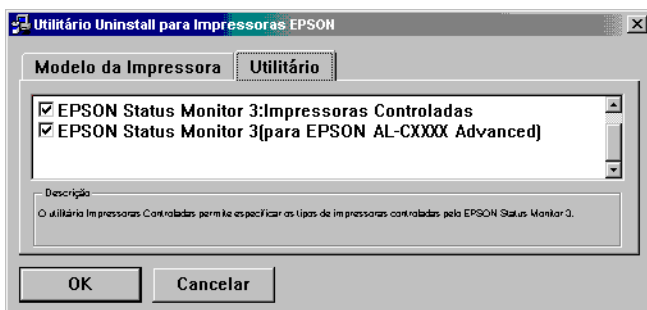 Utilitário Uninstall para Impressoras EPSON
Modelo da Impressora
Utilitário
EPSON Status Monitor 3:Impressoras Controladas
EPSON Status Monitor 3(para EPSON AL-CXXXX Advanced)
Descrição
O utilitário Impressoras Controladas permite especificar os tipos de impressoras controladas pelo EPSON Status Monitor 3.
OK
Cancelar